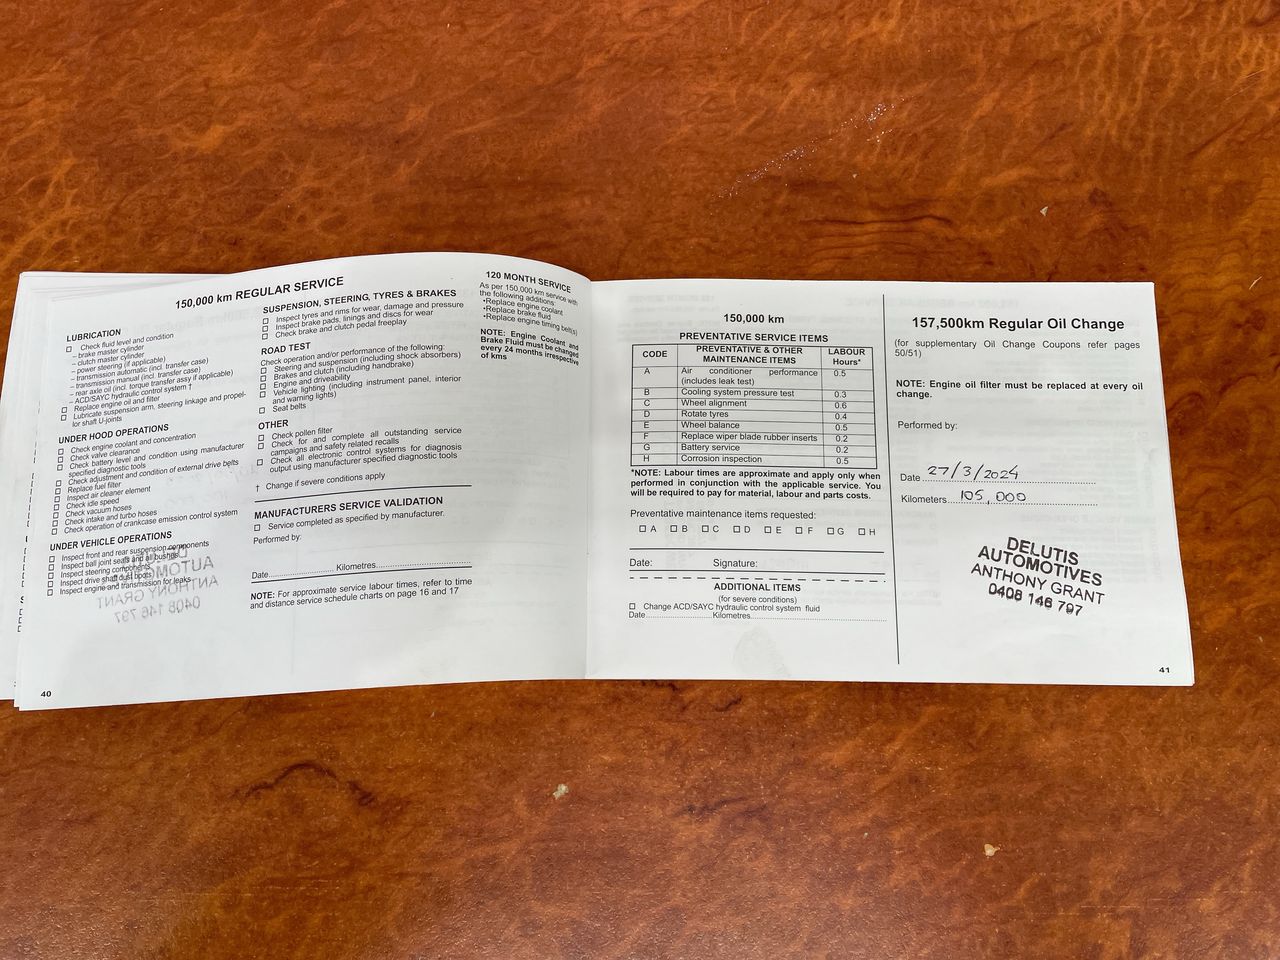 150,000 km REGULAR SERVICE
LUBRICATION
☐ Check fluid level and condition
– brake master cylinder
– clutch master cylinder
– power steering (if applicable)
– transmission automatic (incl. transfer case)
– transmission manual (incl. transfer case)
– rear axle oil (incl. torque transfer assy if applicable)
– ACD/SAYC hydraulic control system †
☐ Replace engine oil and filter
☐ Lubricate suspension arm, steering linkage and propel-
lor shaft U-joints
UNDER HOOD OPERATIONS
☐ Check engine coolant and concentration
☐ Check valve clearance
☐ Check battery level and condition using manufacturer
specified diagnostic tools
☐ Check adjustment and condition of external drive belts
☐ Replace fuel filter
☐ Inspect air cleaner element
☐ Check idle speed
☐ Check vacuum hoses
☐ Check intake and turbo hoses
☐ Check operation of crankcase emission control system
UNDER VEHICLE OPERATIONS
☐ Inspect front and rear suspension components
☐ Inspect ball joint seals and all bushes
☐ Inspect steering components
☐ Inspect drive shaft dust boots
☐ Inspect engine and transmission for leaks
SUSPENSION, STEERING, TYRES & BRAKES
☐ Inspect tyres and rims for wear, damage and pressure
☐ Inspect brake pads, linings and discs for wear
☐ Check brake and clutch pedal freeplay
ROAD TEST
Check operation and/or performance of the following:
☐ Steering and suspension (including shock absorbers)
☐ Brakes and clutch (including handbrake)
☐ Engine and driveability
☐ Vehicle lighting (including instrument panel, interior
and warning lights)
☐ Seat belts
OTHER
☐ Check pollen filter
☐ Check for and complete all outstanding service
campaigns and safety related recalls
☐ Check all electronic control systems for diagnosis
output using manufacturer specified diagnostic tools
† Change if severe conditions apply
MANUFACTURERS SERVICE VALIDATION
☐ Service completed as specified by manufacturer.
Performed by:
Date.................... Kilometres.........................
NOTE: For approximate service labour times, refer to time
and distance service schedule charts on page 16 and 17
120 MONTH SERVICE
As per 150,000 km service with
the following additions:
•Replace engine coolant
•Replace brake fluid
•Replace engine timing belt(s)
NOTE: Engine Coolant and
Brake Fluid must be changed
every 24 months irrespective
of kms
40
150,000 km
PREVENTATIVE SERVICE ITEMS
CODE PREVENTATIVE & OTHER MAINTENANCE ITEMS LABOUR Hours*
A Air conditioner performance (includes leak test) 0.5
B Cooling system pressure test 0.3
C Wheel alignment 0.6
D Rotate tyres 0.4
E Wheel balance 0.5
F Replace wiper blade rubber inserts 0.2
G Battery service 0.2
H Corrosion inspection 0.5
*NOTE: Labour times are approximate and apply only when
performed in conjunction with the applicable service. You
will be required to pay for material, labour and parts costs.
Preventative maintenance items requested:
☐ A ☐ B ☐ C ☐ D ☐ E ☐ F ☐ G ☐ H
Date: Signature:
ADDITIONAL ITEMS
(for severe conditions)
☐ Change ACD/SAYC hydraulic control system fluid
Date.................... Kilometres..............................
157,500km Regular Oil Change
(for supplementary Oil Change Coupons refer pages
50/51)
NOTE: Engine oil filter must be replaced at every oil
change.
Performed by:
Date 27/3/2024
Kilometers 105,000
DELUTIS
AUTOMOTIVES
ANTHONY GRANT
0408 146 797
41